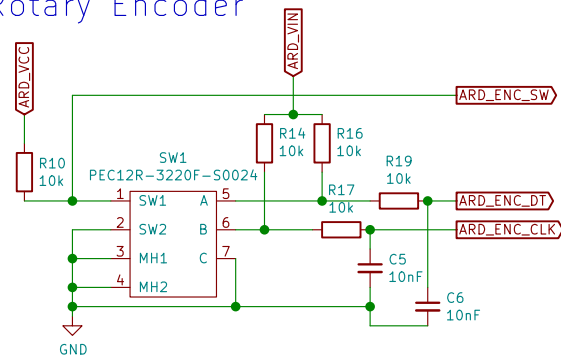 Rotary Encoder
ARD_VCC
ARD_VIN
ARD_ENC_SW
R10
10k
R14
10k
R16
10k
SW1
PEC12R-3220F-S0024
R19
10k
R17
10k
1 SW1 A 5
2 SW2 B 6
3 MH1 C 7
4 MH2
ARD_ENC_DT
ARD_ENC_CLK
C5
10nF
C6
10nF
GND